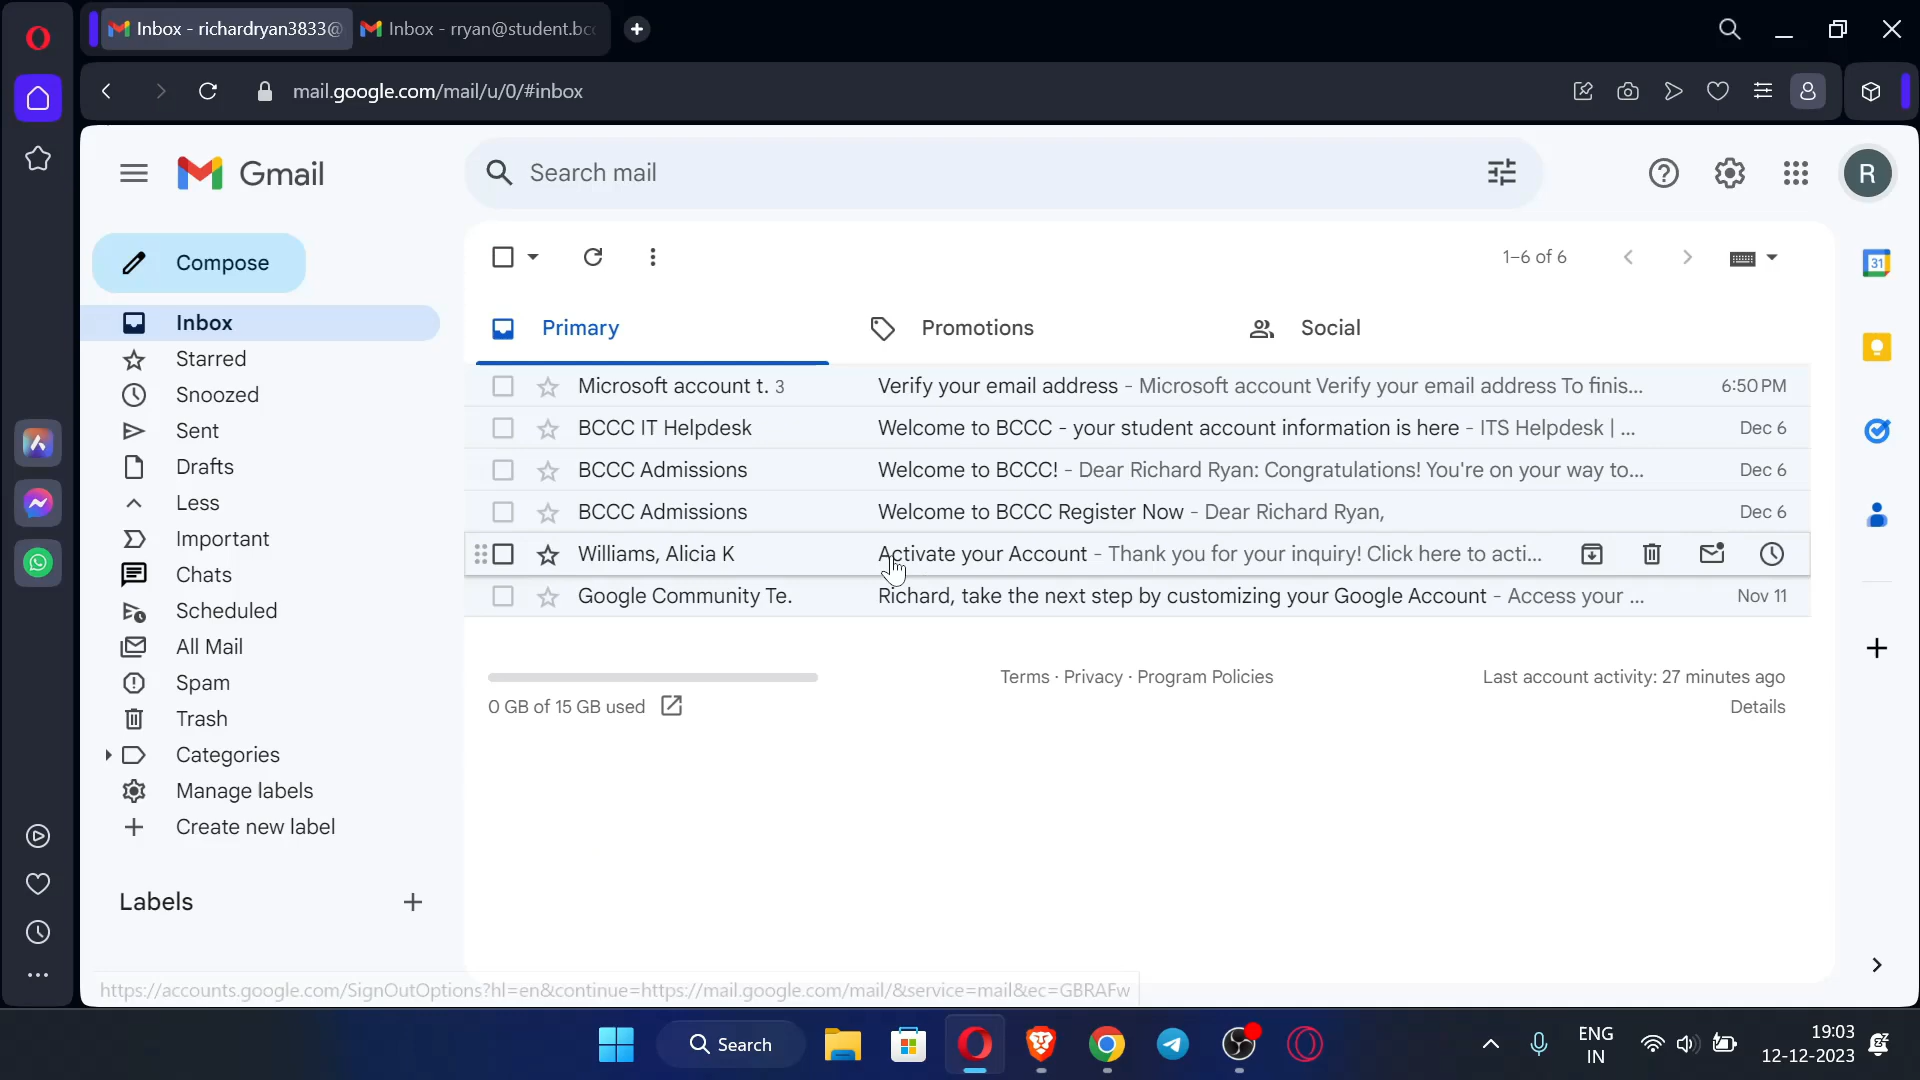 Inbox - richardryan3833@
Inbox - rryan@student.bcc
mail.google.com/mail/u/0/#inbox
Gmail
Search mail
R
Compose
1–6 of 6
31
Inbox
Starred
Snoozed
Sent
Drafts
Less
Important
Chats
Scheduled
All Mail
Spam
Trash
Categories
Manage labels
Create new label
Labels
Primary
Promotions
Social
Microsoft account t. 3 Verify your email address - Microsoft account Verify your email address To finis... 6:50 PM
BCCC IT Helpdesk Welcome to BCCC - your student account information is here - ITS Helpdesk | ... Dec 6
BCCC Admissions Welcome to BCCC! - Dear Richard Ryan: Congratulations! You're on your way to... Dec 6
BCCC Admissions Welcome to BCCC Register Now - Dear Richard Ryan, Dec 6
Williams, Alicia K Activate your Account - Thank you for your inquiry! Click here to acti...
Google Community Te. Richard, take the next step by customizing your Google Account - Access your ... Nov 11
0 GB of 15 GB used
Terms · Privacy · Program Policies
Last account activity: 27 minutes ago
Details
https://accounts.google.com/SignOutOptions?hl=en&continue=https://mail.google.com/mail/&service=mail&ec=GBRAFw
Search
ENG
IN
19:03
12-12-2023